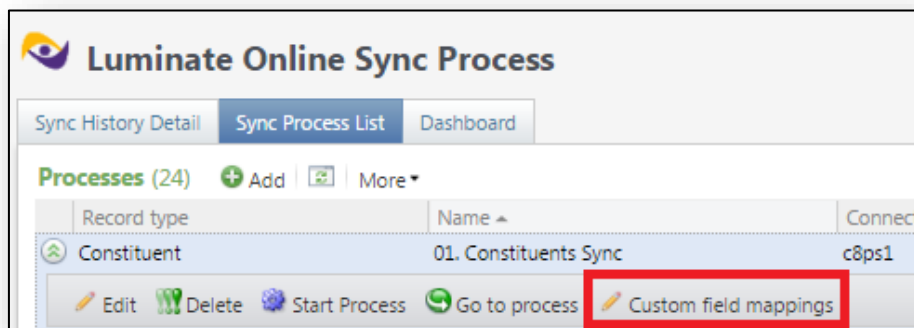 Luminate Online Sync Process
Sync History Detail Sync Process List Dashboard
Processes (24) Add More
Record type Name Connec
Constituent 01. Constituents Sync c8ps1
Edit Delete Start Process Go to process Custom field mappings